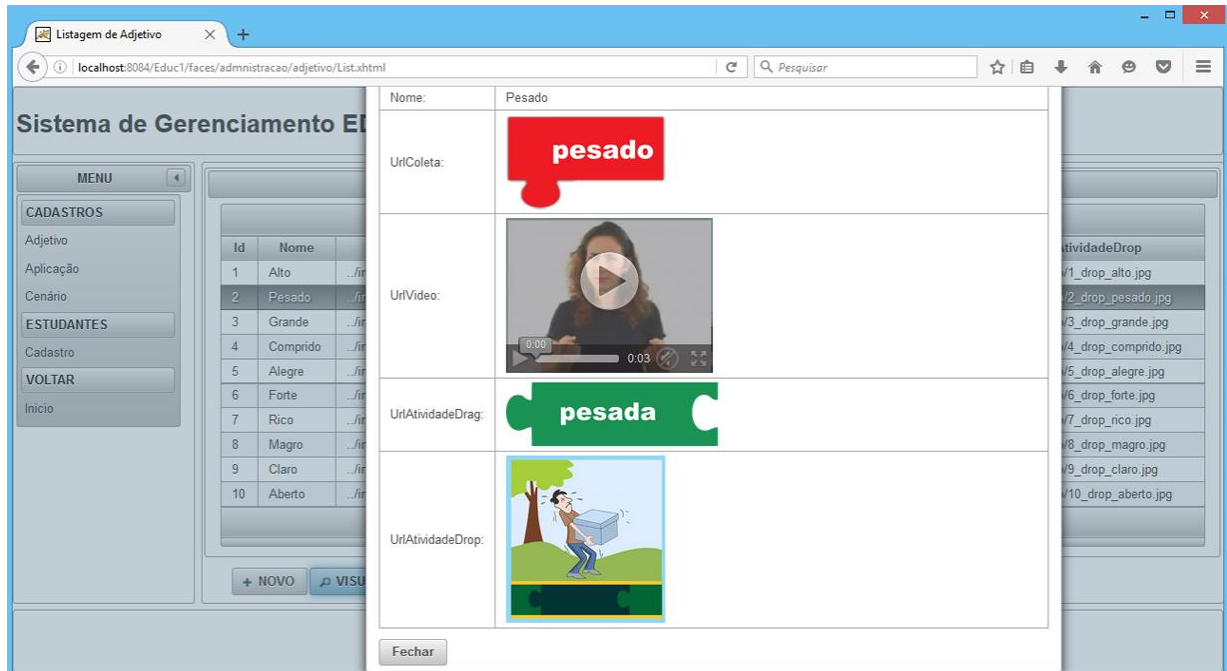 Listagem de Adjetivo
localhost:8084/Educ1/faces/admnistracao/adjetivo/List.xhtml
Pesquisar
Sistema de Gerenciamento
MENU
CADASTROS
Adjetivo
Aplicação
Cenário
ESTUDANTES
Cadastro
VOLTAR
Inicio
Id Nome
1 Alto
2 Pesado
3 Grande
4 Comprido
5 Alegre
6 Forte
7 Rico
8 Magro
9 Claro
10 Aberto
+ NOVO
Nome: Pesado
UrlColeta: pesado
UrlVideo:
0:00
0:03
UrlAtividadeDrag: pesada
UrlAtividadeDrop:
Fechar
tividadeDrop
/1_drop_alto.jpg
/2_drop_pesado.jpg
/3_drop_grande.jpg
/4_drop_comprido.jpg
/5_drop_alegre.jpg
/6_drop_forte.jpg
/7_drop_rico.jpg
/8_drop_magro.jpg
/9_drop_claro.jpg
/10_drop_aberto.jpg